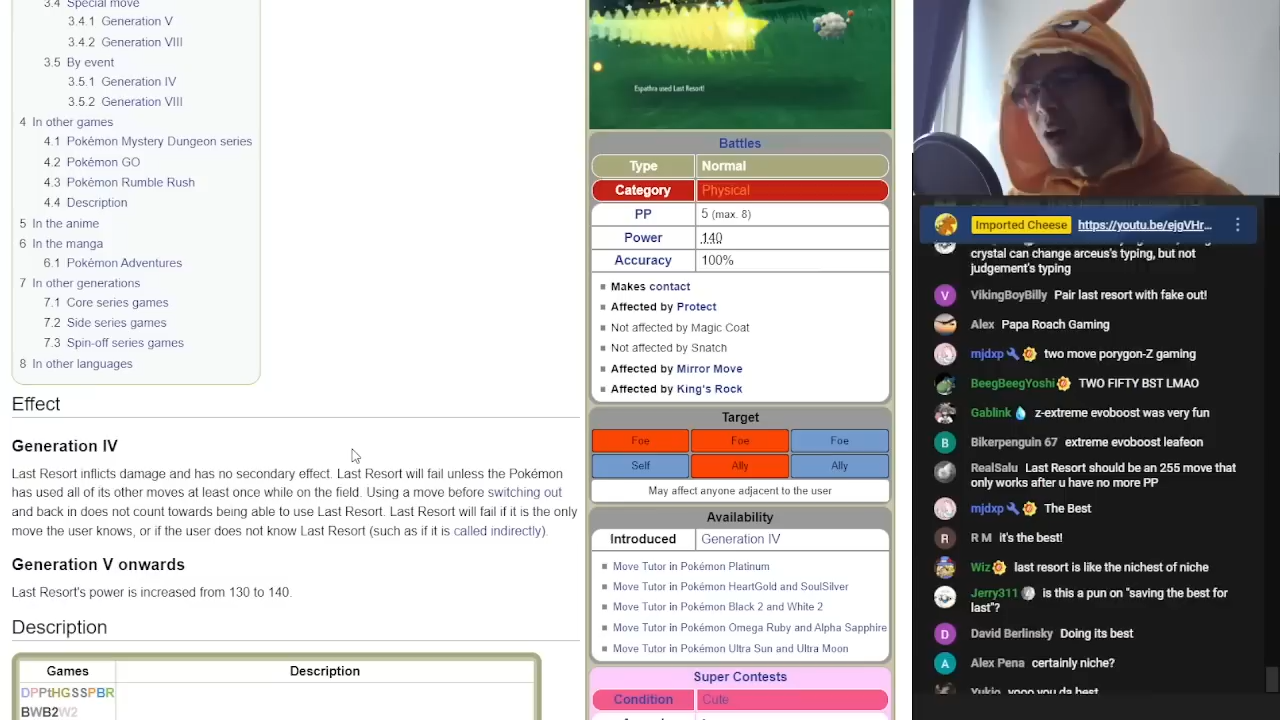 3.4 Special move
3.4.1 Generation V
3.4.2 Generation VIII
3.5 By event
3.5.1 Generation IV
3.5.2 Generation VIII
4 In other games
4.1 Pokémon Mystery Dungeon series
4.2 Pokémon GO
4.3 Pokémon Rumble Rush
4.4 Description
5 In the anime
6 In the manga
6.1 Pokémon Adventures
7 In other generations
7.1 Core series games
7.2 Side series games
7.3 Spin-off series games
8 In other languages
Effect
Generation IV
Last Resort inflicts damage and has no secondary effect. Last Resort will fail unless the Pokémon
has used all of its other moves at least once while on the field. Using a move before switching out
and back in does not count towards being able to use Last Resort. Last Resort will fail if it is the only
move the user knows, or if the user does not know Last Resort (such as if it is called indirectly).
Generation V onwards
Last Resort's power is increased from 130 to 140.
Description
Games Description
DPPtHGSSPBR
BWB2W2
Espathra used Last Resort!
Battles
Type Normal
Category Physical
PP 5 (max. 8)
Power 140
Accuracy 100%
Makes contact
Affected by Protect
Not affected by Magic Coat
Not affected by Snatch
Affected by Mirror Move
Affected by King's Rock
Target
Foe Foe Foe
Self Ally Ally
May affect anyone adjacent to the user
Availability
Introduced Generation IV
Move Tutor in Pokémon Platinum
Move Tutor in Pokémon HeartGold and SoulSilver
Move Tutor in Pokémon Black 2 and White 2
Move Tutor in Pokémon Omega Ruby and Alpha Sapphire
Move Tutor in Pokémon Ultra Sun and Ultra Moon
Super Contests
Condition Cute
Imported Cheese https://youtu.be/ejgVHr...
crystal can change arceus's typing, but not
judgement's typing
VikingBoyBilly Pair last resort with fake out!
Alex Papa Roach Gaming
mjdxp two move porygon-Z gaming
BeegBeegYoshi TWO FIFTY BST LMAO
Gablink z-extreme evoboost was very fun
Bikerpenguin 67 extreme evoboost leafeon
RealSalu Last Resort should be an 255 move that
only works after u have no more PP
mjdxp The Best
R M it's the best!
Wiz last resort is like the nichest of niche
Jerry311 is this a pun on "saving the best for
last"?
David Berlinsky Doing its best
Alex Pena certainly niche?
Yukio yooo you da best